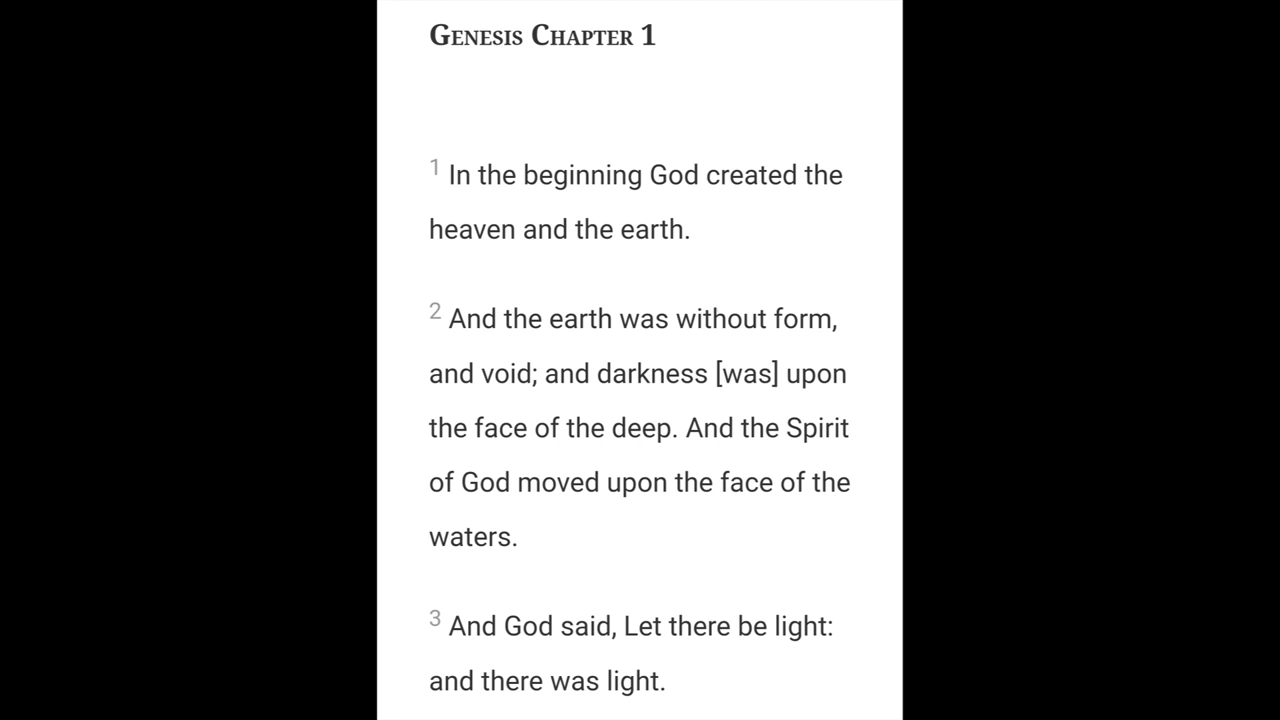 Genesis Chapter 1
1 In the beginning God created the
heaven and the earth.
2 And the earth was without form,
and void; and darkness [was] upon
the face of the deep. And the Spirit
of God moved upon the face of the
waters.
3 And God said, Let there be light:
and there was light.